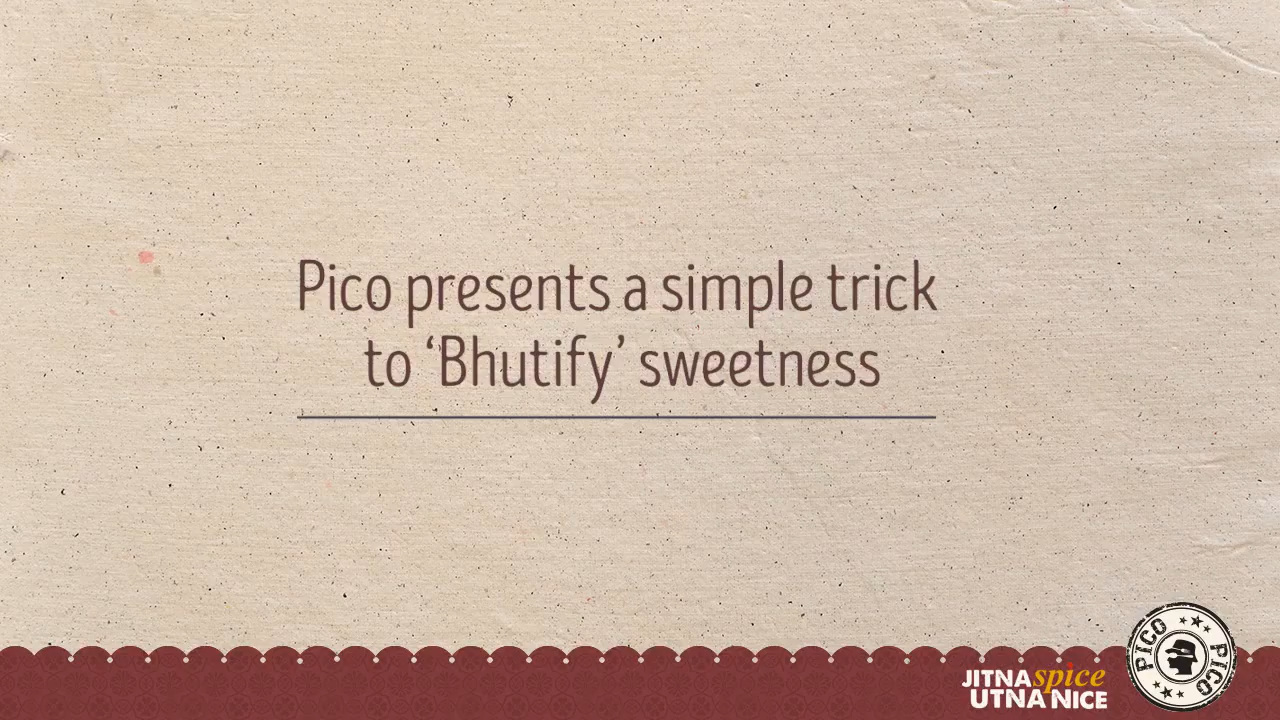 Pico presents a simple trick
to ‘Bhutify’ sweetness
JITNA spice
UTNA NICE
PICO PICO